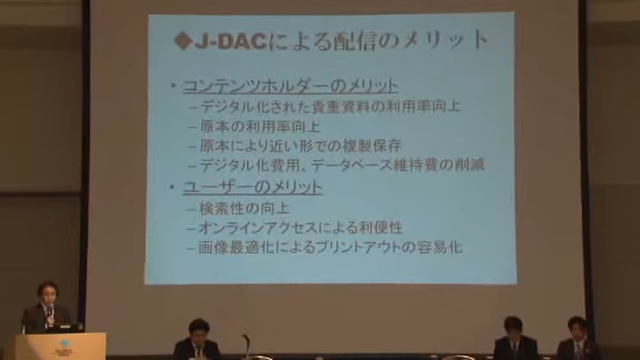 ◆J-DACによる配信のメリット
・コンテンツホルダーのメリット
－デジタル化された貴重資料の利用率向上
－原本の利用率向上
－原本により近い形での複製保存
－デジタル化費用、データベース維持費の削減
・ユーザーのメリット
－検索性の向上
－オンラインアクセスによる利便性
－画像最適化によるプリントアウトの容易化